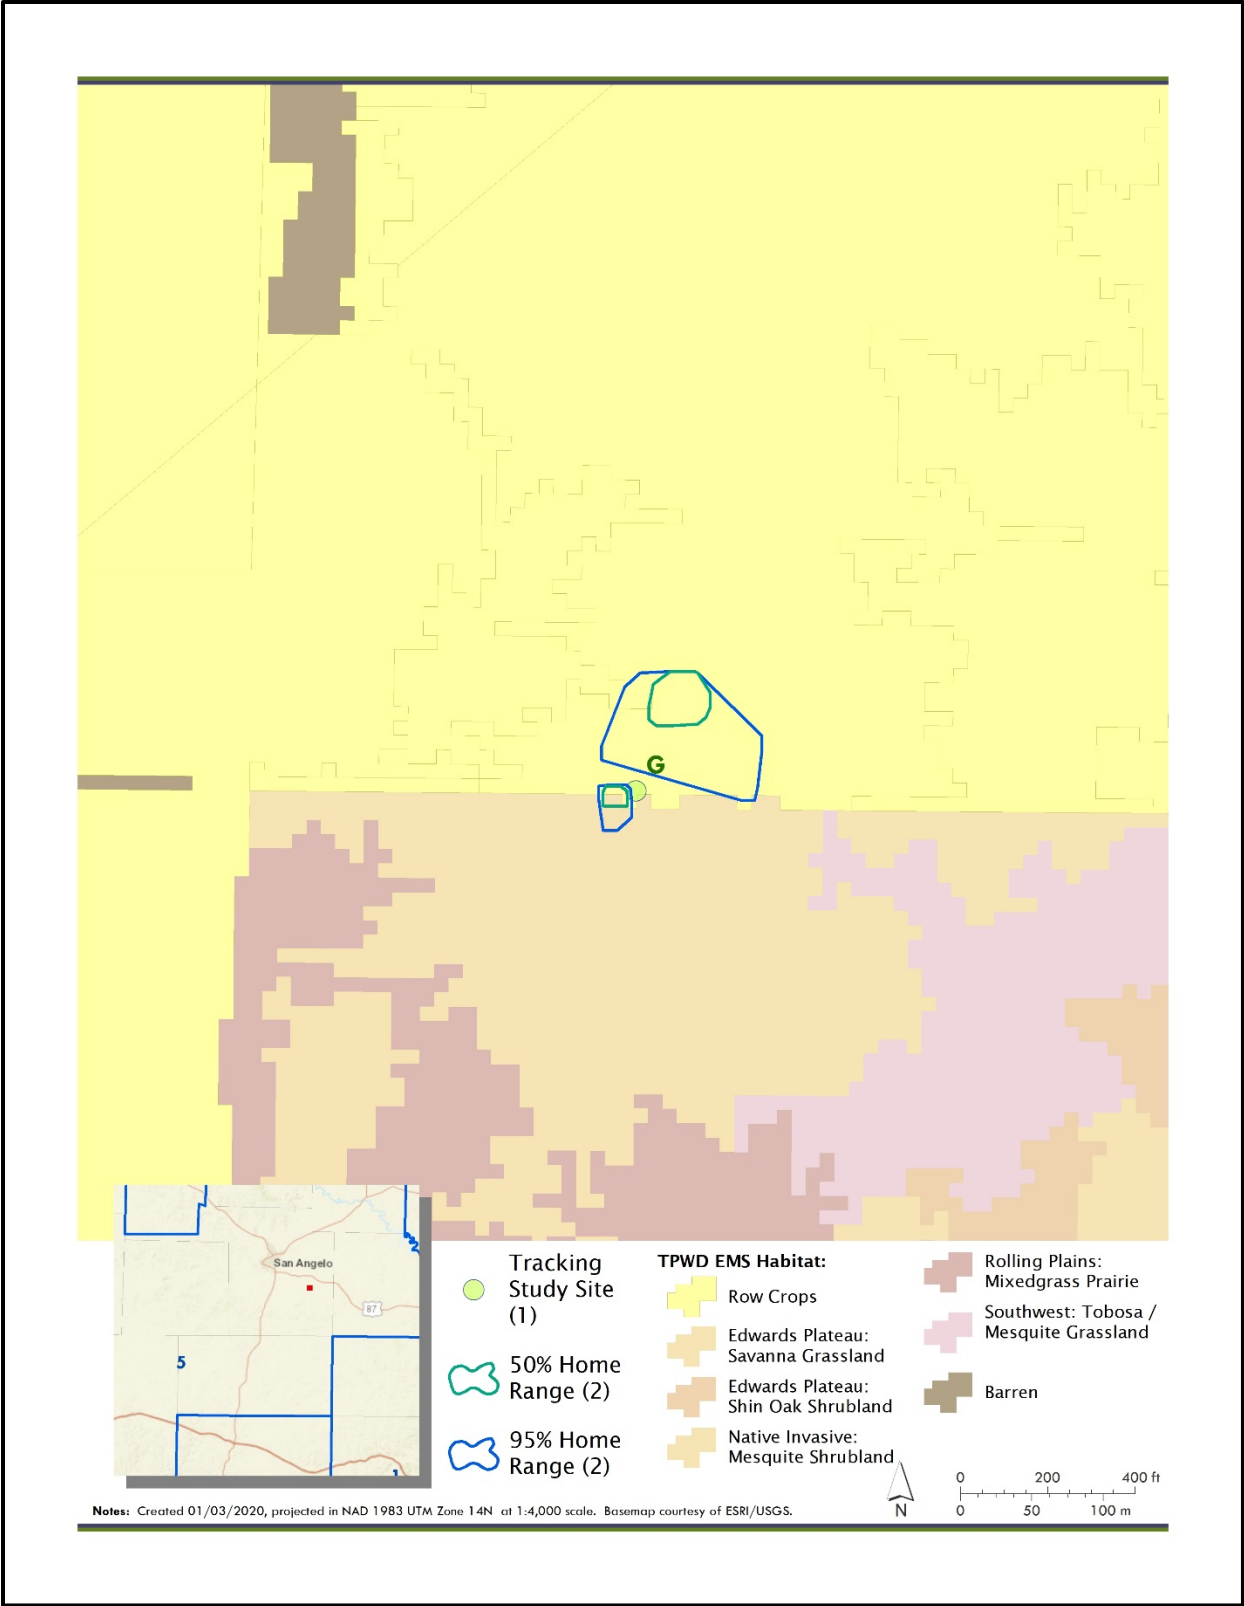 G
San Angelo
87
2
5
1
Tracking
Study Site
(1)
50% Home
Range (2)
95% Home
Range (2)
TPWD EMS Habitat:
Row Crops
Edwards Plateau:
Savanna Grassland
Edwards Plateau:
Shin Oak Shrubland
Native Invasive:
Mesquite Shrubland
Rolling Plains:
Mixedgrass Prairie
Southwest: Tobosa /
Mesquite Grassland
Barren
N
0 200 400 ft
0 50 100 m
Notes: Created 01/03/2020, projected in NAD 1983 UTM Zone 14N at 1:4,000 scale. Basemap courtesy of ESRI/USGS.